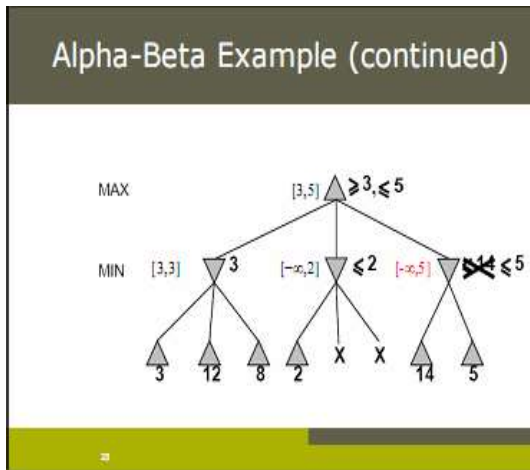 Alpha-Beta Example (continued)
MAX [3,5] ≥3,≤5
MIN [3,3] 3 [-∞,2] ≤2 [-∞,5] ≤14 ≤5
3 12 8 2 X X 14 5